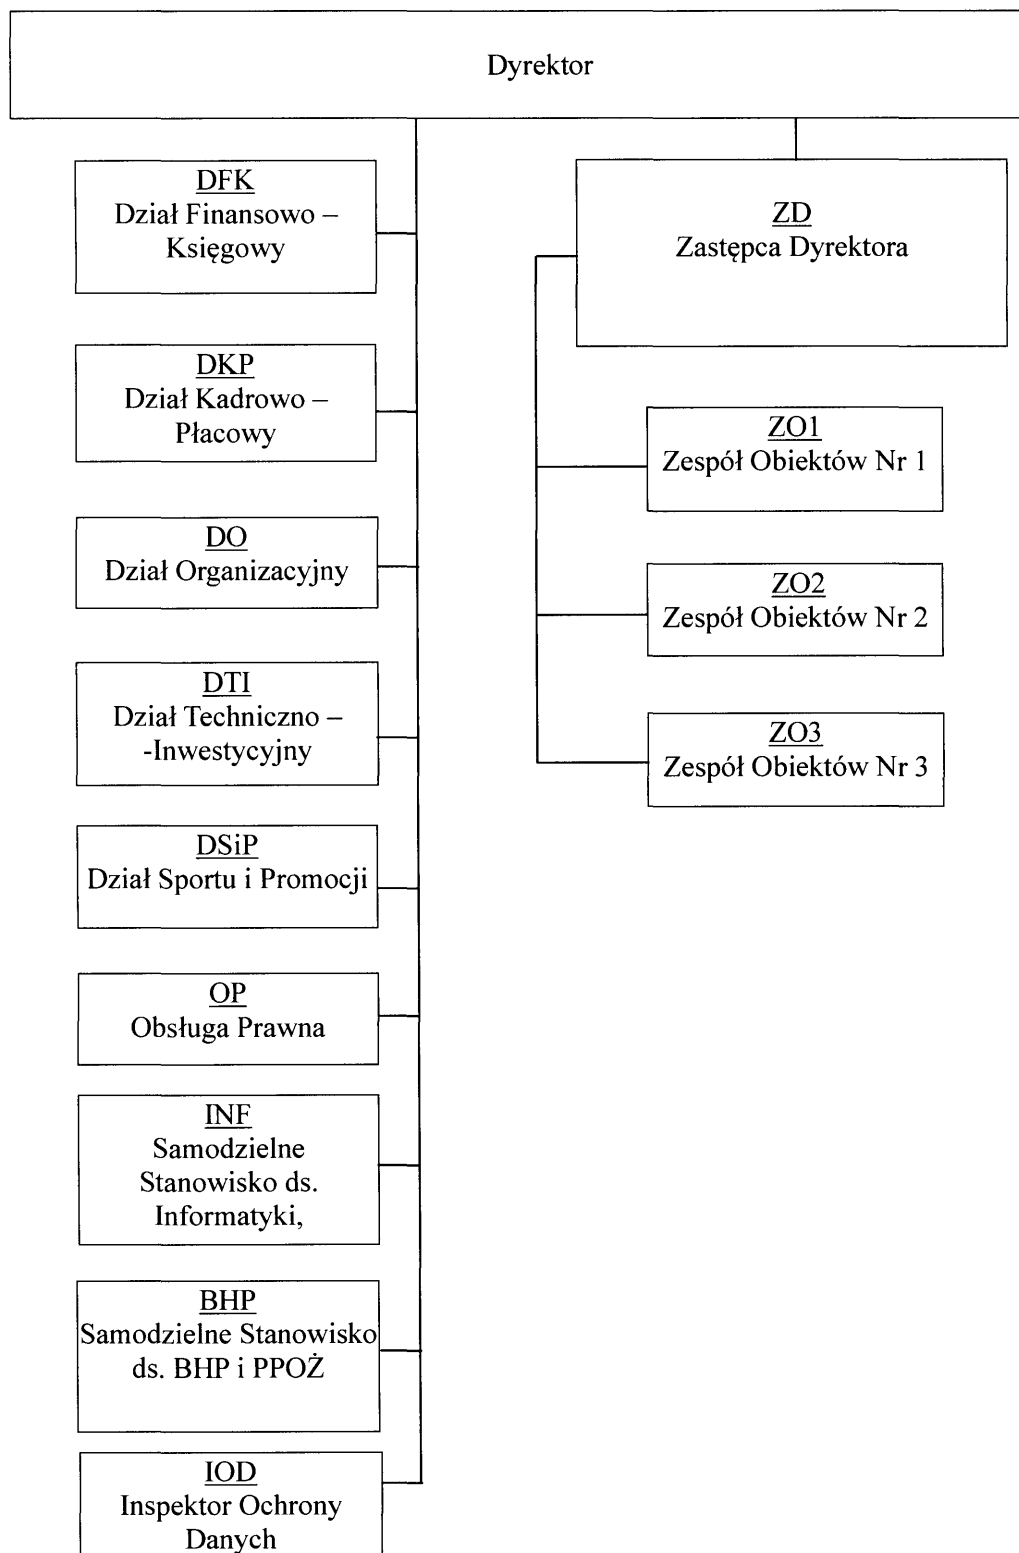 Dyrektor
DFK
Dział Finansowo –
Księgowy
DKP
Dział Kadrowo –
Płacowy
DO
Dział Organizacyjny
DTI
Dział Techniczno –
-Inwestycyjny
DSiP
Dział Sportu i Promocji
OP
Obsługa Prawna
INF
Samodzielne
Stanowisko ds.
Informatyki,
BHP
Samodzielne Stanowisko
ds. BHP i PPOŻ
IOD
Inspektor Ochrony
Danych
ZD
Zastępca Dyrektora
ZO1
Zespół Obiektów Nr 1
ZO2
Zespół Obiektów Nr 2
ZO3
Zespół Obiektów Nr 3